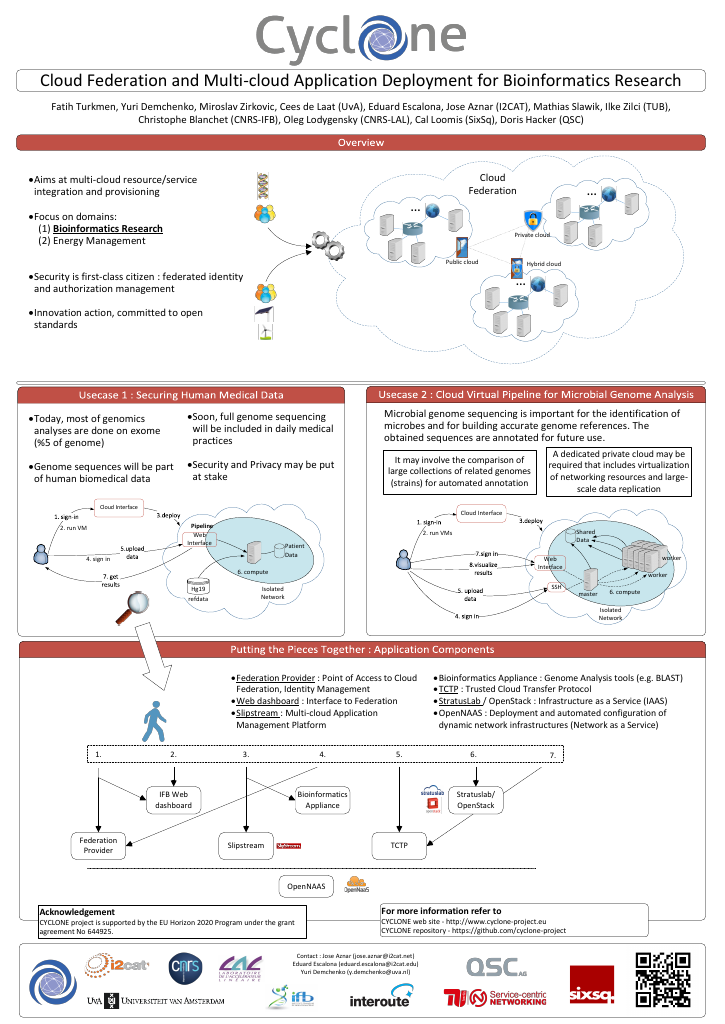 Cyclone
Cloud Federation and Multi-cloud Application Deployment for Bioinformatics Research
Fatih Turkmen, Yuri Demchenko, Miroslav Zirkovic, Cees de Laat (UvA), Eduard Escalona, Jose Aznar (I2CAT), Mathias Slawik, Ilke Zilci (TUB),
Christophe Blanchet (CNRS-IFB), Oleg Lodygensky (CNRS-LAL), Cal Loomis (SixSq), Doris Hacker (QSC)
Overview
•Aims at multi-cloud resource/service
integration and provisioning
•Focus on domains:
(1) Bioinformatics Research
(2) Energy Management
•Security is first-class citizen : federated identity
and authorization management
•Innovation action, committed to open
standards
Cloud
Federation
...
...
Private cloud
Public cloud
Hybrid cloud
...
Usecase 1 : Securing Human Medical Data
•Today, most of genomics
analyses are done on exome
(%5 of genome)
•Genome sequences will be part
of human biomedical data
•Soon, full genome sequencing
will be included in daily medical
practices
•Security and Privacy may be put
at stake
Cloud Interface
1. sign-in
2. run VM
3.deploy
Pipeline
Web
Interface
Patient
Data
5.upload
data
4. sign in
6. compute
7. get
results
Hg19
refdata
Isolated
Network
Usecase 2 : Cloud Virtual Pipeline for Microbial Genome Analysis
Microbial genome sequencing is important for the identification of
microbes and for building accurate genome references. The
obtained sequences are annotated for future use.
It may involve the comparison of
large collections of related genomes
(strains) for automated annotation
A dedicated private cloud may be
required that includes virtualization
of networking resources and large-
scale data replication
Cloud Interface
1. sign-in
2. run VMs
3.deploy
Shared
Data
7.sign in
8.visualize
results
Web
Interface
worker
worker
SSH
5. upload
data
master
6. compute
4. sign in
Isolated
Network
Putting the Pieces Together : Application Components
•Federation Provider : Point of Access to Cloud
Federation, Identity Management
•Web dashboard : Interface to Federation
•Slipstream : Multi-cloud Application
Management Platform
•Bioinformatics Appliance : Genome Analysis tools (e.g. BLAST)
•TCTP : Trusted Cloud Transfer Protocol
•StratusLab / OpenStack : Infrastructure as a Service (IAAS)
•OpenNAAS : Deployment and automated configuration of
dynamic network infrastructures (Network as a Service)
1. 2. 3. 4. 5. 6. 7.
IFB Web
dashboard
Bioinformatics
Appliance
stratuslab
Stratuslab/
OpenStack
Federation
Provider
Slipstream
TCTP
OpenNAAS
OpenNaaS
Acknowledgement
CYCLONE project is supported by the EU Horizon 2020 Program under the grant
agreement No 644925.
For more information refer to
CYCLONE web site - http://www.cyclone-project.eu
CYCLONE repository - https://github.com/cyclone-project
i2cat
cnrs
LAL
LABORATOIRE
DE L'ACCÉLÉRATEUR
LINÉAIRE
Contact : Jose Aznar (jose.aznar@i2cat.net)
Eduard Escalona (eduard.escalona@i2cat.edu)
Yuri Demchenko (y.demchenko@uva.nl)
QSC AG
UvA UNIVERSITEIT VAN AMSTERDAM
ifb
interoute
Service-centric
NETWORKING
sixsq